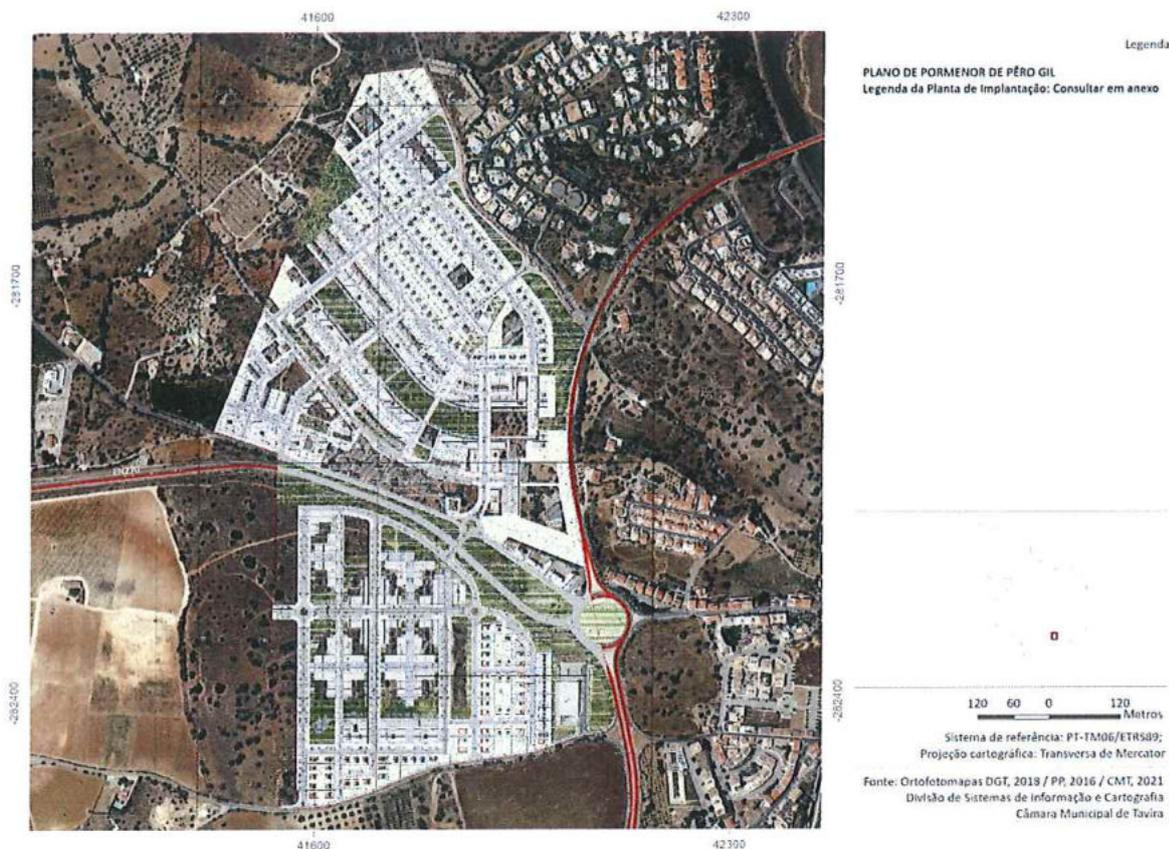 41600
42300
Legenda
PLANO DE PORMENOR DE PÊRO GIL
Legenda da Planta de Implantação: Consultar em anexo
-281700
-281700
EN270
-282400
-282400
120 60 0 120
Metros
Sistema de referência: PT-TM06/ETRS89;
Projeção cartográfica: Transversa de Mercator
Fonte: Ortofotomapas DGT, 2018 / PP, 2016 / CMT, 2021
Divisão de Sistemas de Informação e Cartografia
Câmara Municipal de Tavira
41600
42300